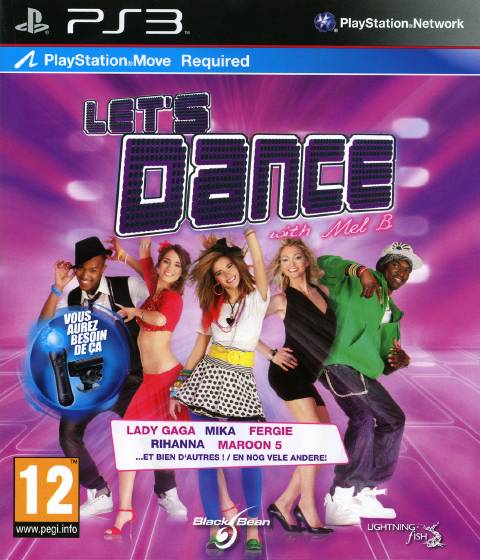 PS3
PlayStation®Network
PlayStation®Move Required
LET'S
DANCE
with Mel B
VOUS
AUREZ
BESOIN
DE ÇA
LADY GAGA MIKA FERGIE
RIHANNA MAROON 5
...ET BIEN D'AUTRES ! / EN NOG VELE ANDERE!
12
www.pegi.info
Black Bean
LIGHTNING
fISH